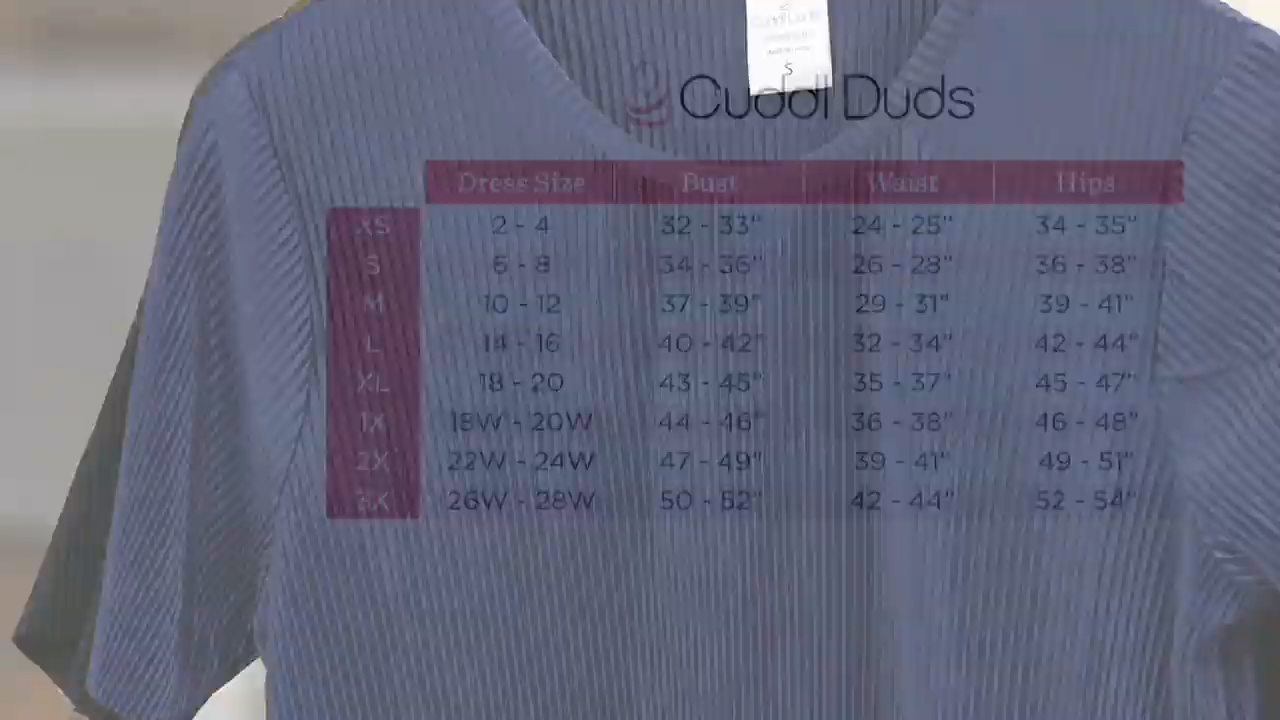 Cuddl Duds
S
Cuddl Duds
Dress Size Bust Waist Hips
XS 2 - 4 32 - 33" 24 - 25" 34 - 35"
S 6 - 8 34 - 36" 26 - 28" 36 - 38"
M 10 - 12 37 - 39" 29 - 31" 39 - 41"
L 14 - 16 40 - 42" 32 - 34" 42 - 44"
XL 18 - 20 43 - 45" 35 - 37" 45 - 47"
1X 18W - 20W 44 - 46" 36 - 38" 46 - 48"
2X 22W - 24W 47 - 49" 39 - 41" 49 - 51"
3X 26W - 28W 50 - 52" 42 - 44" 52 - 54"